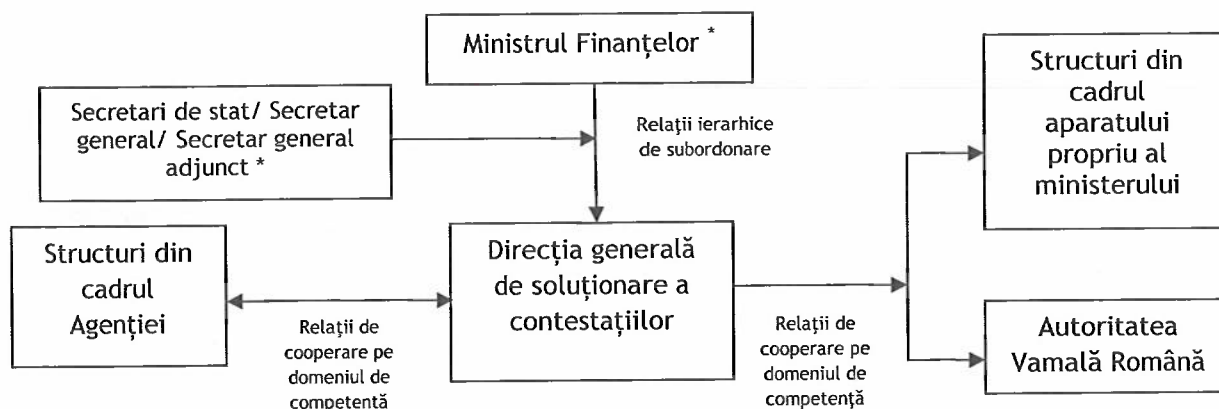 Ministrul Finanțelor *
Secretari de stat/ Secretar
general/ Secretar general
adjunct *
Relații ierarhice
de subordonare
Structuri din
cadrul
aparatului
propriu al
ministerului
Structuri din
cadrul
Agenției
Relații de
cooperare pe
domeniul de
competență
Direcția generală
de soluționare a
contestațiilor
Relații de
cooperare pe
domeniul de
competență
Autoritatea
Vamală Română